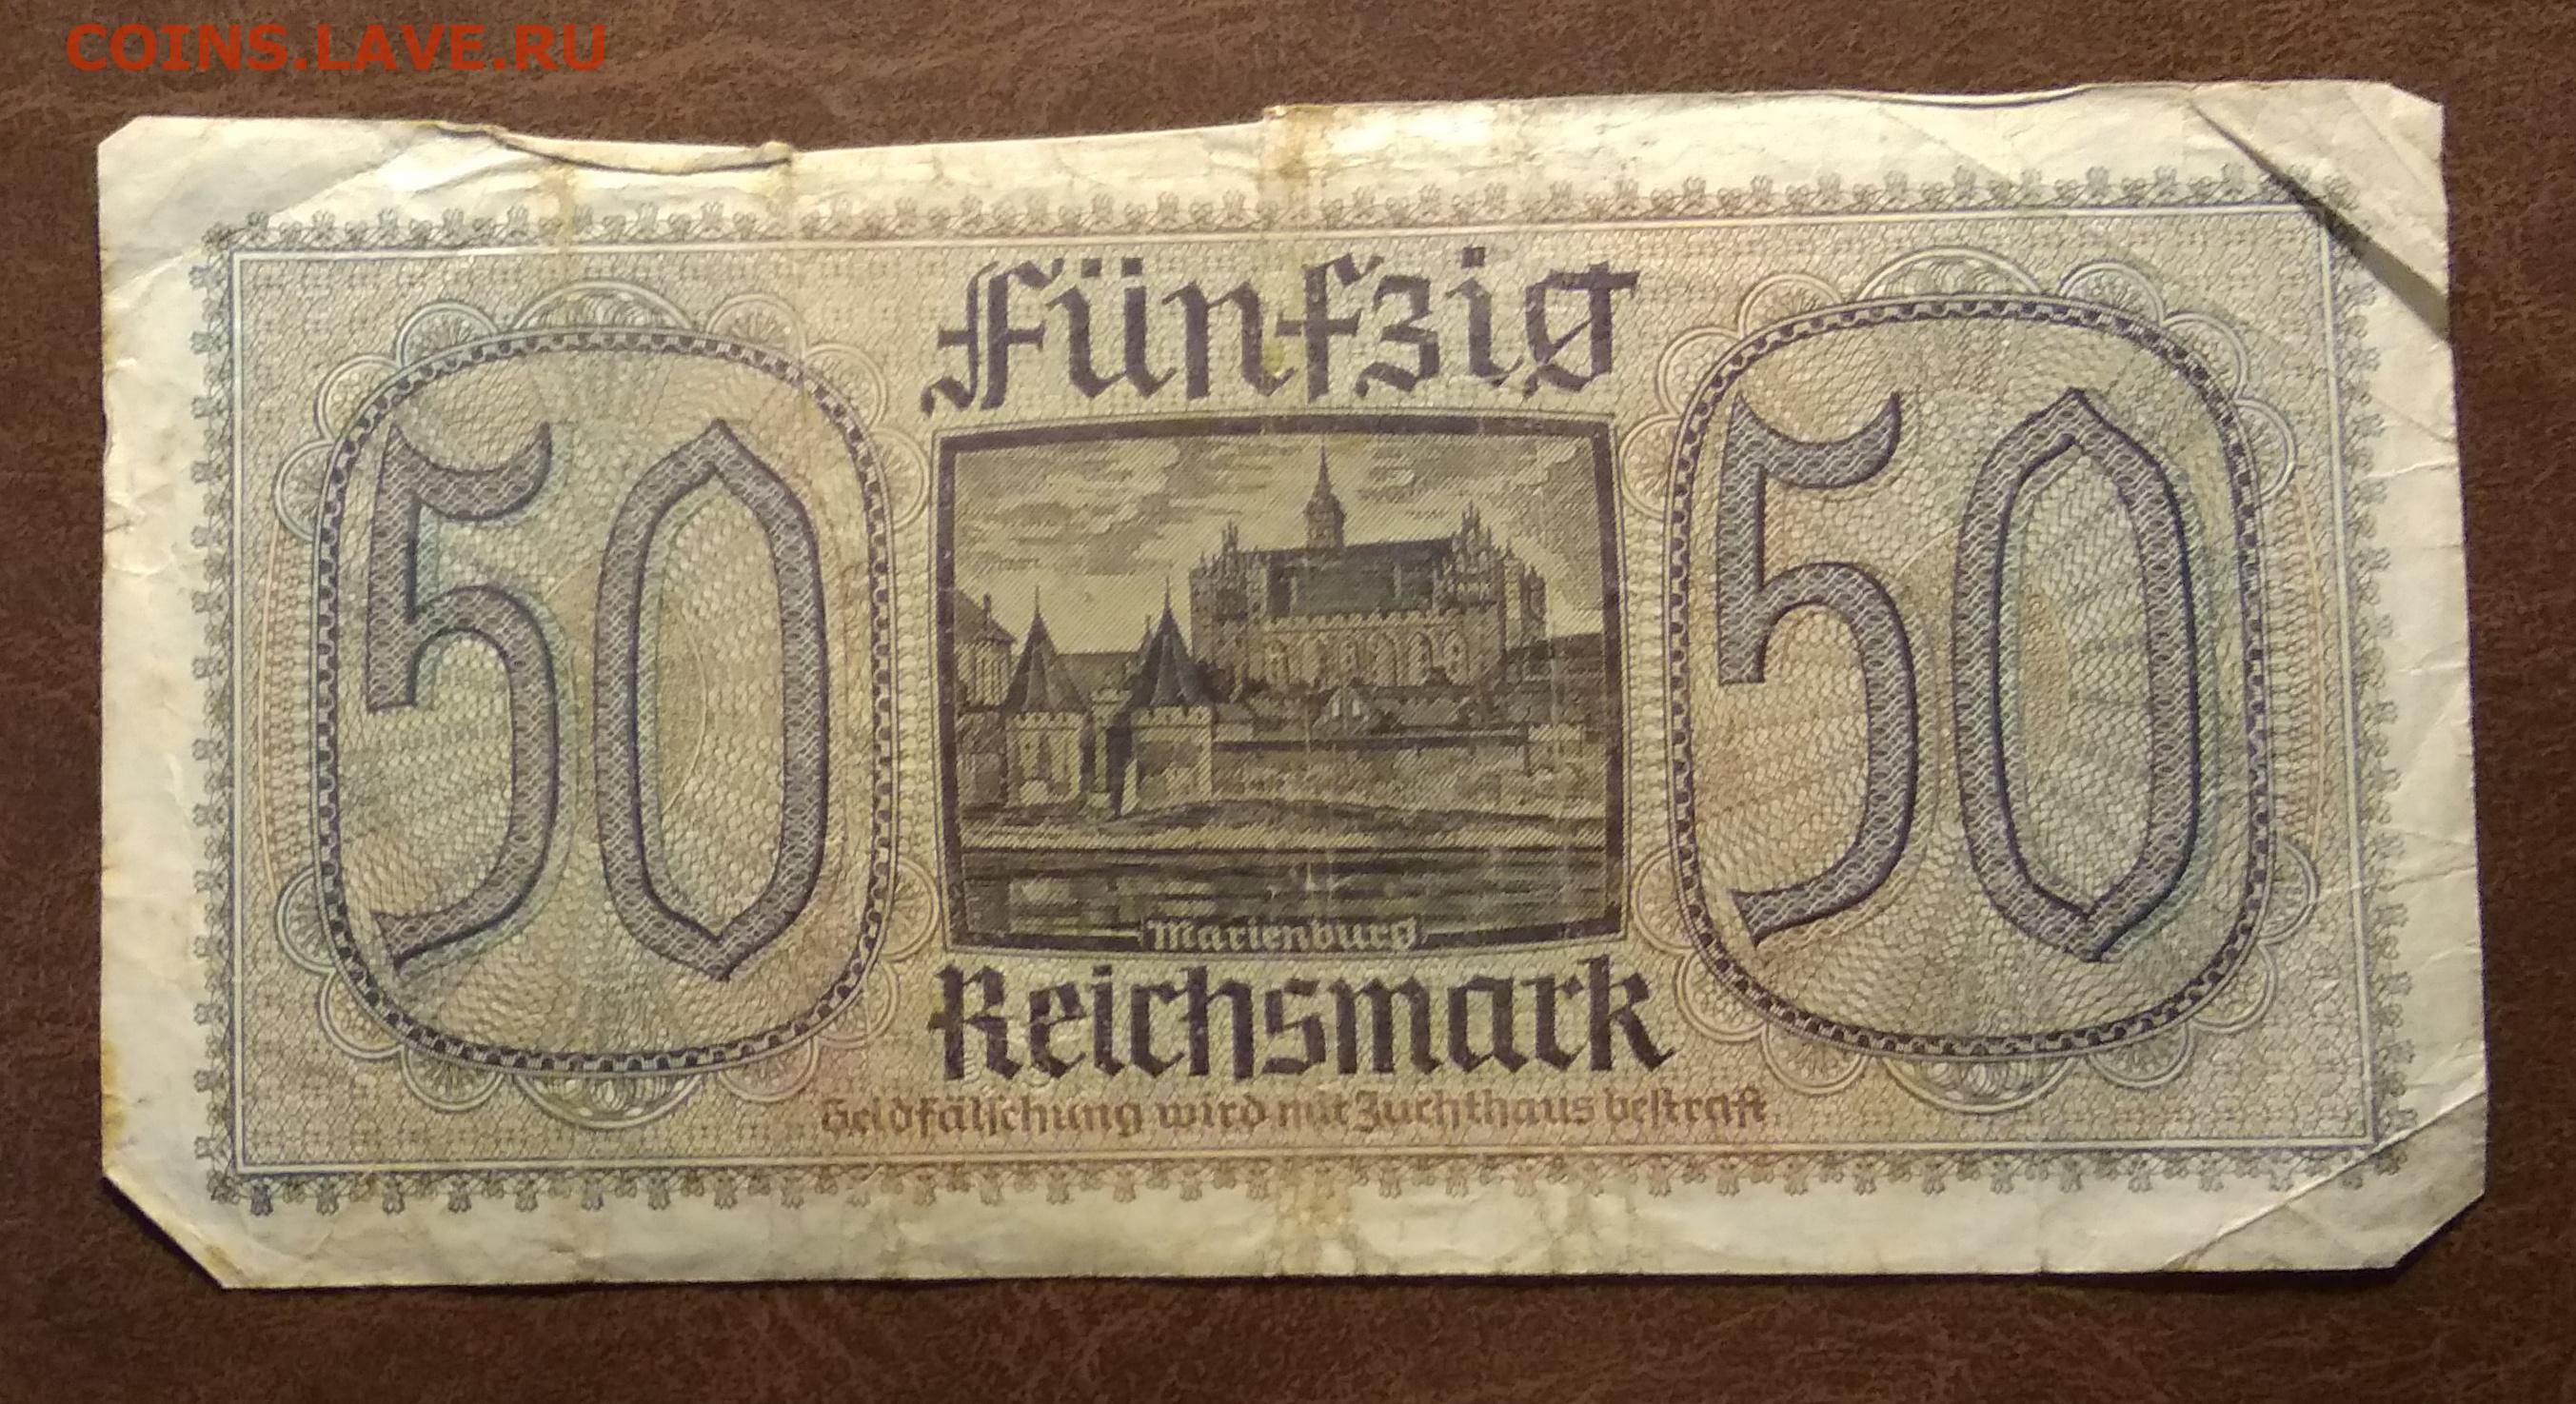 COINS.LAVE.RU
Fünfzig
50
50
Marienburg
Reichsmark
Geldfälschung wird mit Zuchthaus bestraft